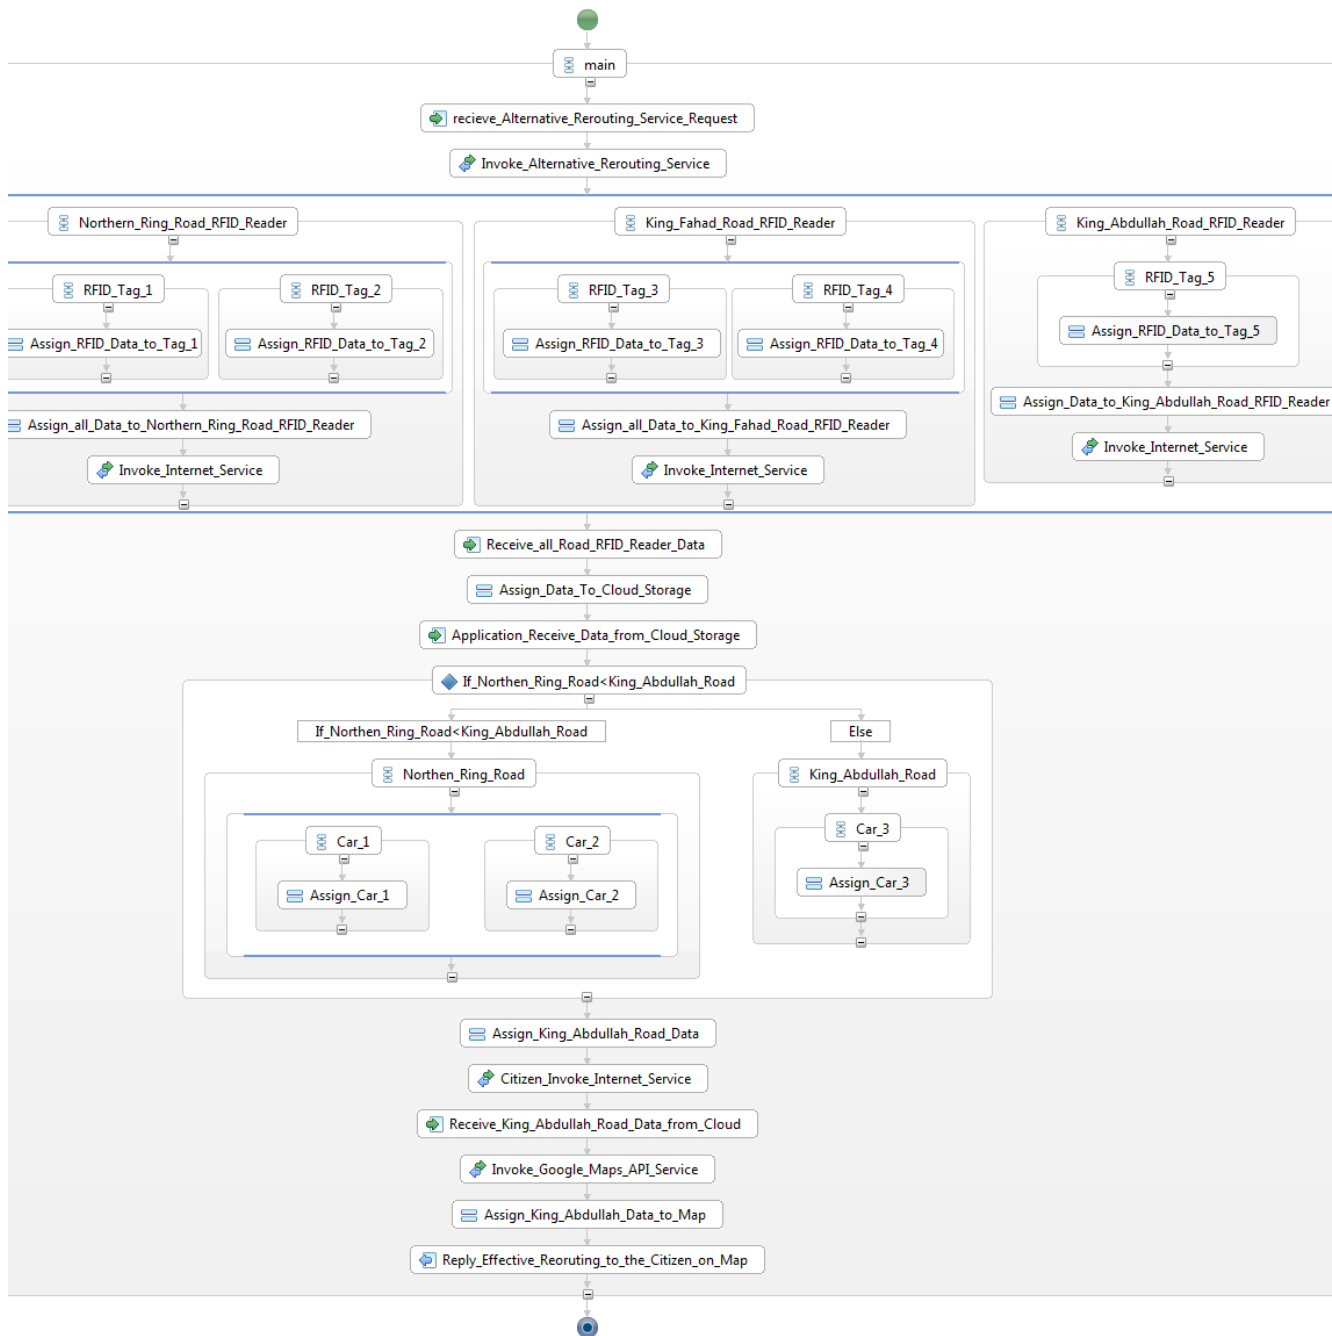 main
recieve_Alternative_Rerouting_Service_Request
Invoke_Alternative_Rerouting_Service
Northern_Ring_Road_RFID_Reader
King_Fahad_Road_RFID_Reader
King_Abdullah_Road_RFID_Reader
RFID_Tag_1
RFID_Tag_2
RFID_Tag_3
RFID_Tag_4
RFID_Tag_5
Assign_RFID_Data_to_Tag_1
Assign_RFID_Data_to_Tag_2
Assign_RFID_Data_to_Tag_3
Assign_RFID_Data_to_Tag_4
Assign_RFID_Data_to_Tag_5
Assign_all_Data_to_Northern_Ring_Road_RFID_Reader
Assign_all_Data_to_King_Fahad_Road_RFID_Reader
Assign_Data_to_King_Abdullah_Road_RFID_Reader
Invoke_Internet_Service
Invoke_Internet_Service
Invoke_Internet_Service
Receive_all_Road_RFID_Reader_Data
Assign_Data_To_Cloud_Storage
Application_Receive_Data_from_Cloud_Storage
If_Northen_Ring_Road<King_Abdullah_Road
If_Northen_Ring_Road<King_Abdullah_Road
Else
Northen_Ring_Road
King_Abdullah_Road
Car_1
Car_2
Car_3
Assign_Car_1
Assign_Car_2
Assign_Car_3
Assign_King_Abdullah_Road_Data
Citizen_Invoke_Internet_Service
Receive_King_Abdullah_Road_Data_from_Cloud
Invoke_Google_Maps_API_Service
Assign_King_Abdullah_Data_to_Map
Reply_Effective_Reoruting_to_the_Citizen_on_Map